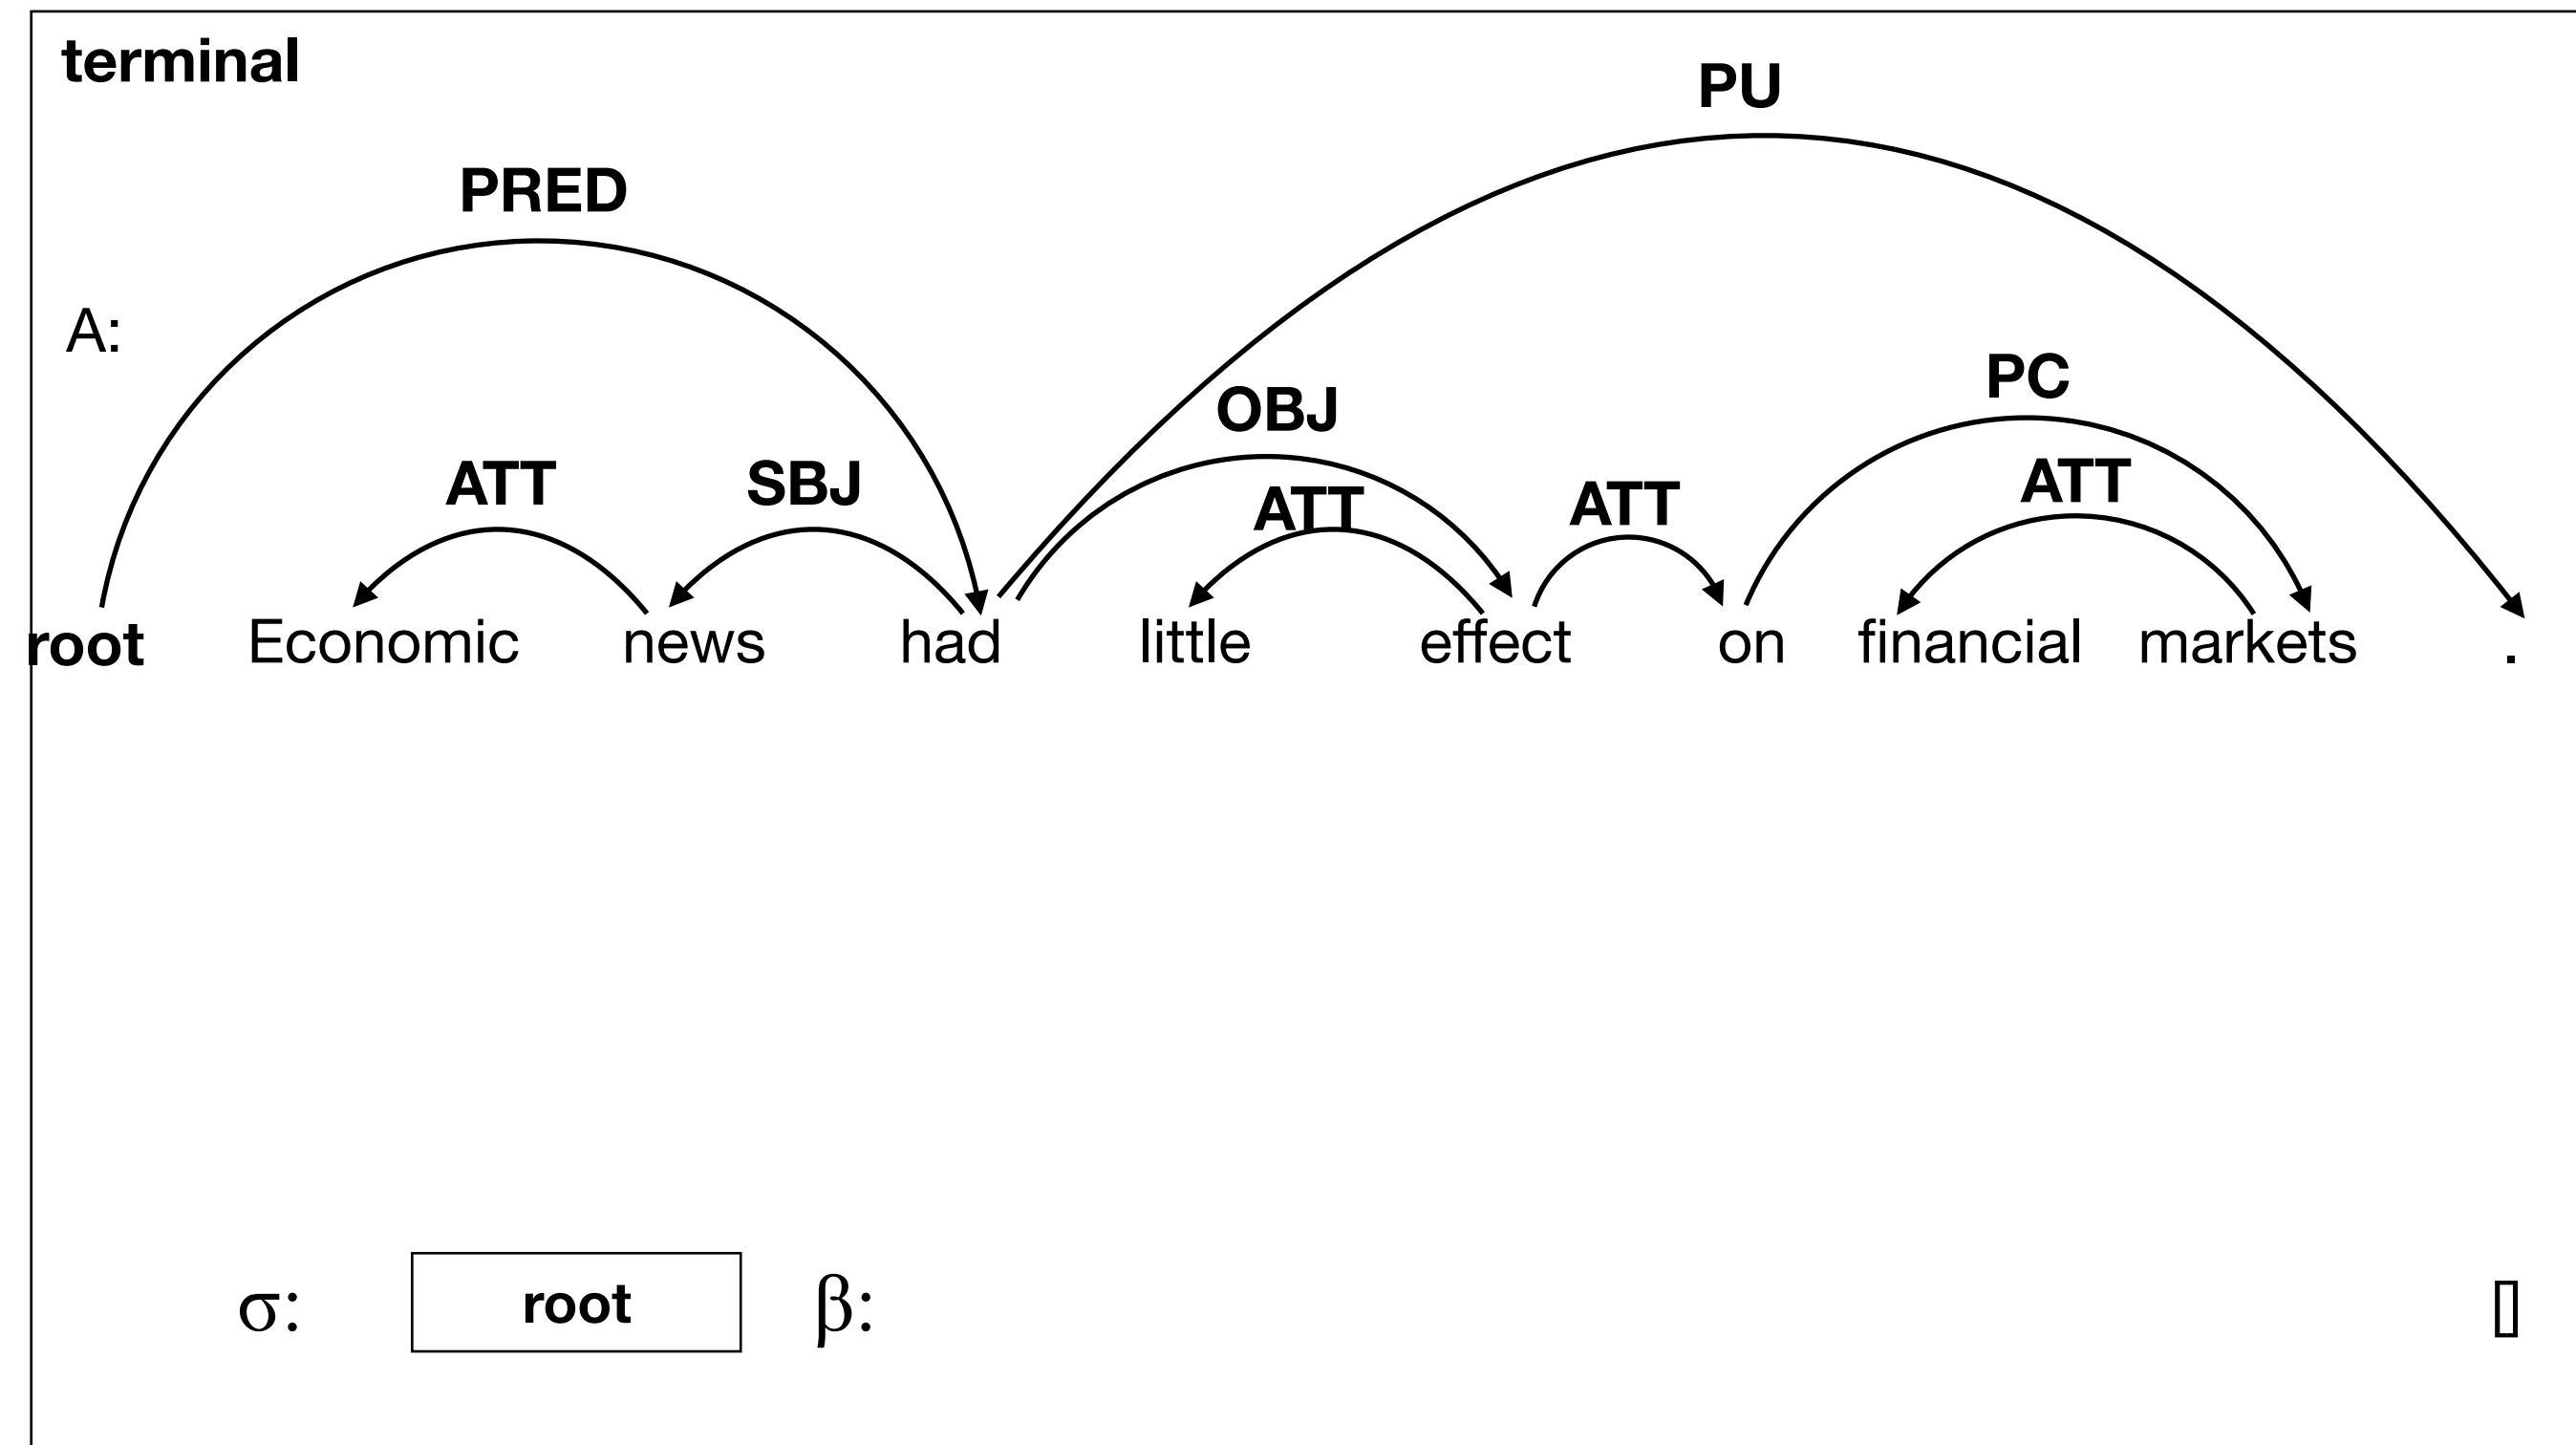 terminal
PU
PRED
A:
PC
OBJ
ATT SBJ ATT ATT ATT
root Economic news had little effect on financial markets .
σ: root β: []